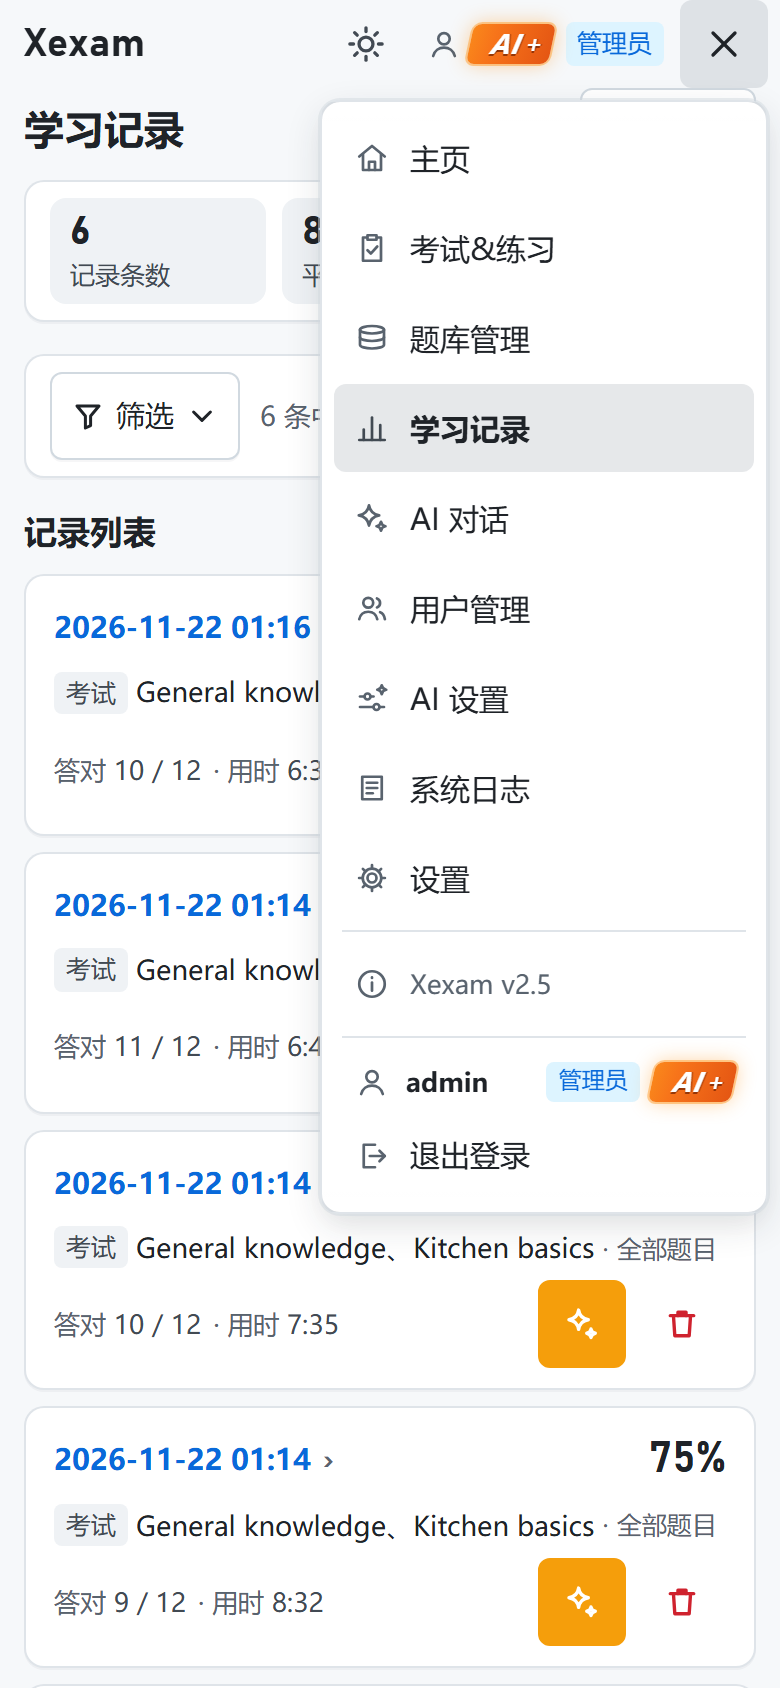 Xexam
AI+
管理员
学习记录
6
记录条数
8
筛选
6 条
记录列表
2026-11-22 01:16
考试 General knowl
答对 10 / 12 · 用时 6:3
2026-11-22 01:14
考试 General knowl
答对 11 / 12 · 用时 6:4
2026-11-22 01:14
考试 General knowledge、Kitchen basics · 全部题目
答对 10 / 12 · 用时 7:35
2026-11-22 01:14 ›
75%
考试 General knowledge、Kitchen basics · 全部题目
答对 9 / 12 · 用时 8:32
主页
考试&练习
题库管理
学习记录
AI 对话
用户管理
AI 设置
系统日志
设置
Xexam v2.5
admin
管理员
AI+
退出登录